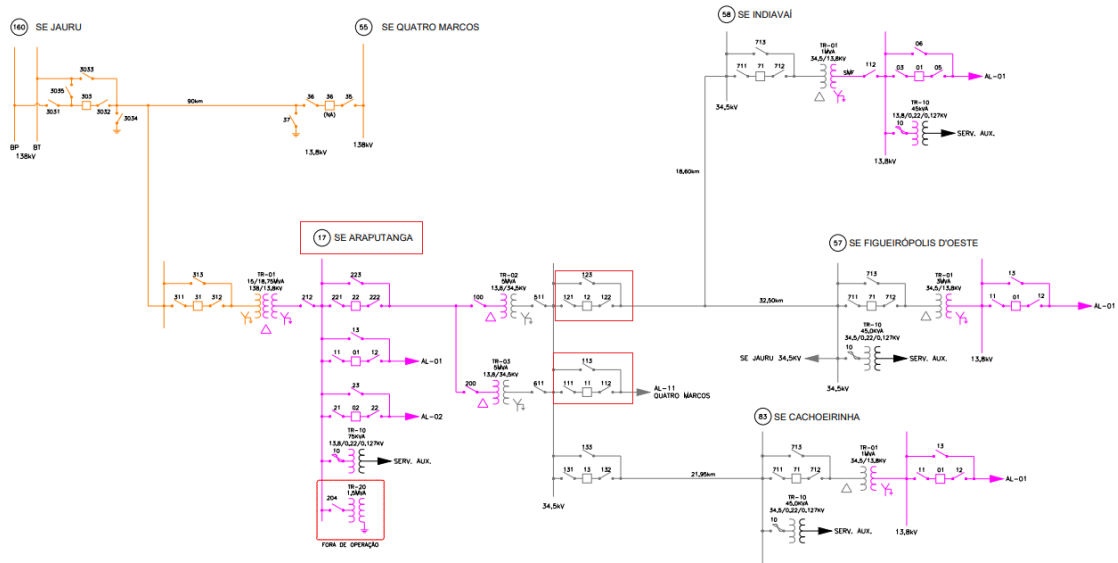 160 SE JAURU
3033
3035
303
3031
3032
3034
BP
BT
138kV
90km
55 SE QUATRO MARCOS
36
36
35
(NA)
37
13,8kV
138kV
58 SE INDIAVAÍ
713
711
71
712
34,5kV
TR-01
1MVA
34,5/13,8KV
SMF
112
06
03
01
05
AL-01
TR-10
45kVA
13,8/0,22/0,127KV
10
SERV. AUX.
13,8kV
18,60km
17 SE ARAPUTANGA
313
311
31
312
TR-01
15/18,75MVA
138/13,8KV
212
223
221
22
222
13
11
01
12
AL-01
23
21
02
22
AL-02
TR-10
75KVA
13,8/0,22/0,127KV
10
SERV. AUX.
TR-20
1,5MVA
204
FORA DE OPERAÇÃO
TR-02
5MVA
13,8/34,5KV
100
511
TR-03
5MVA
13,8/34,5KV
200
611
123
121
12
122
113
111
11
112
AL-11
QUATRO MARCOS
133
131
13
132
34,5kV
32,50km
21,95km
57 SE FIGUEIRÓPOLIS D'OESTE
713
711
71
712
TR-01
3MVA
34,5/13,8KV
13
11
01
12
AL-01
TR-10
45,0KVA
34,5/0,22/0,127KV
10
SERV. AUX.
SE JAURU 34,5KV
34,5kV
13,8kV
83 SE CACHOEIRINHA
713
711
71
712
TR-01
1MVA
34,5/13,8KV
13
11
01
12
AL-01
TR-10
45,0KVA
34,5/0,22/0,127KV
10
SERV. AUX.
34,5kV
13,8kV